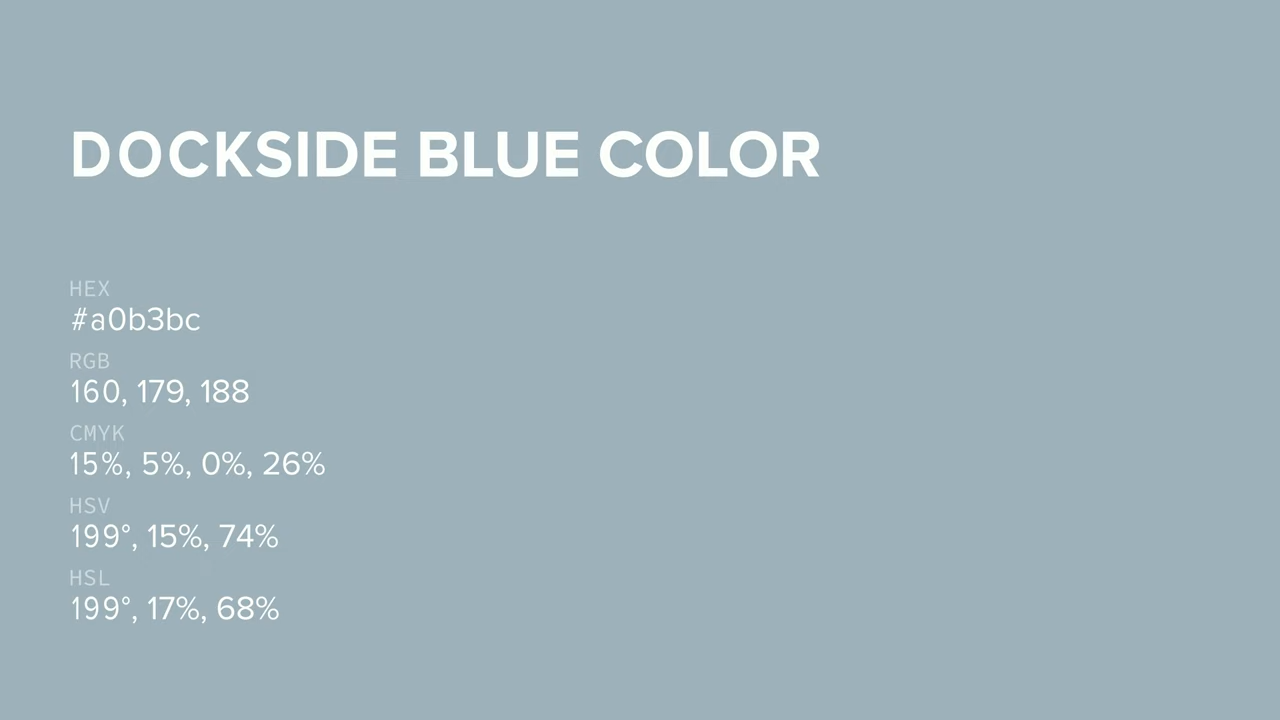 DOCKSIDE BLUE COLOR
HEX
#a0b3bc
RGB
160, 179, 188
CMYK
15%, 5%, 0%, 26%
HSV
199°, 15%, 74%
HSL
199°, 17%, 68%